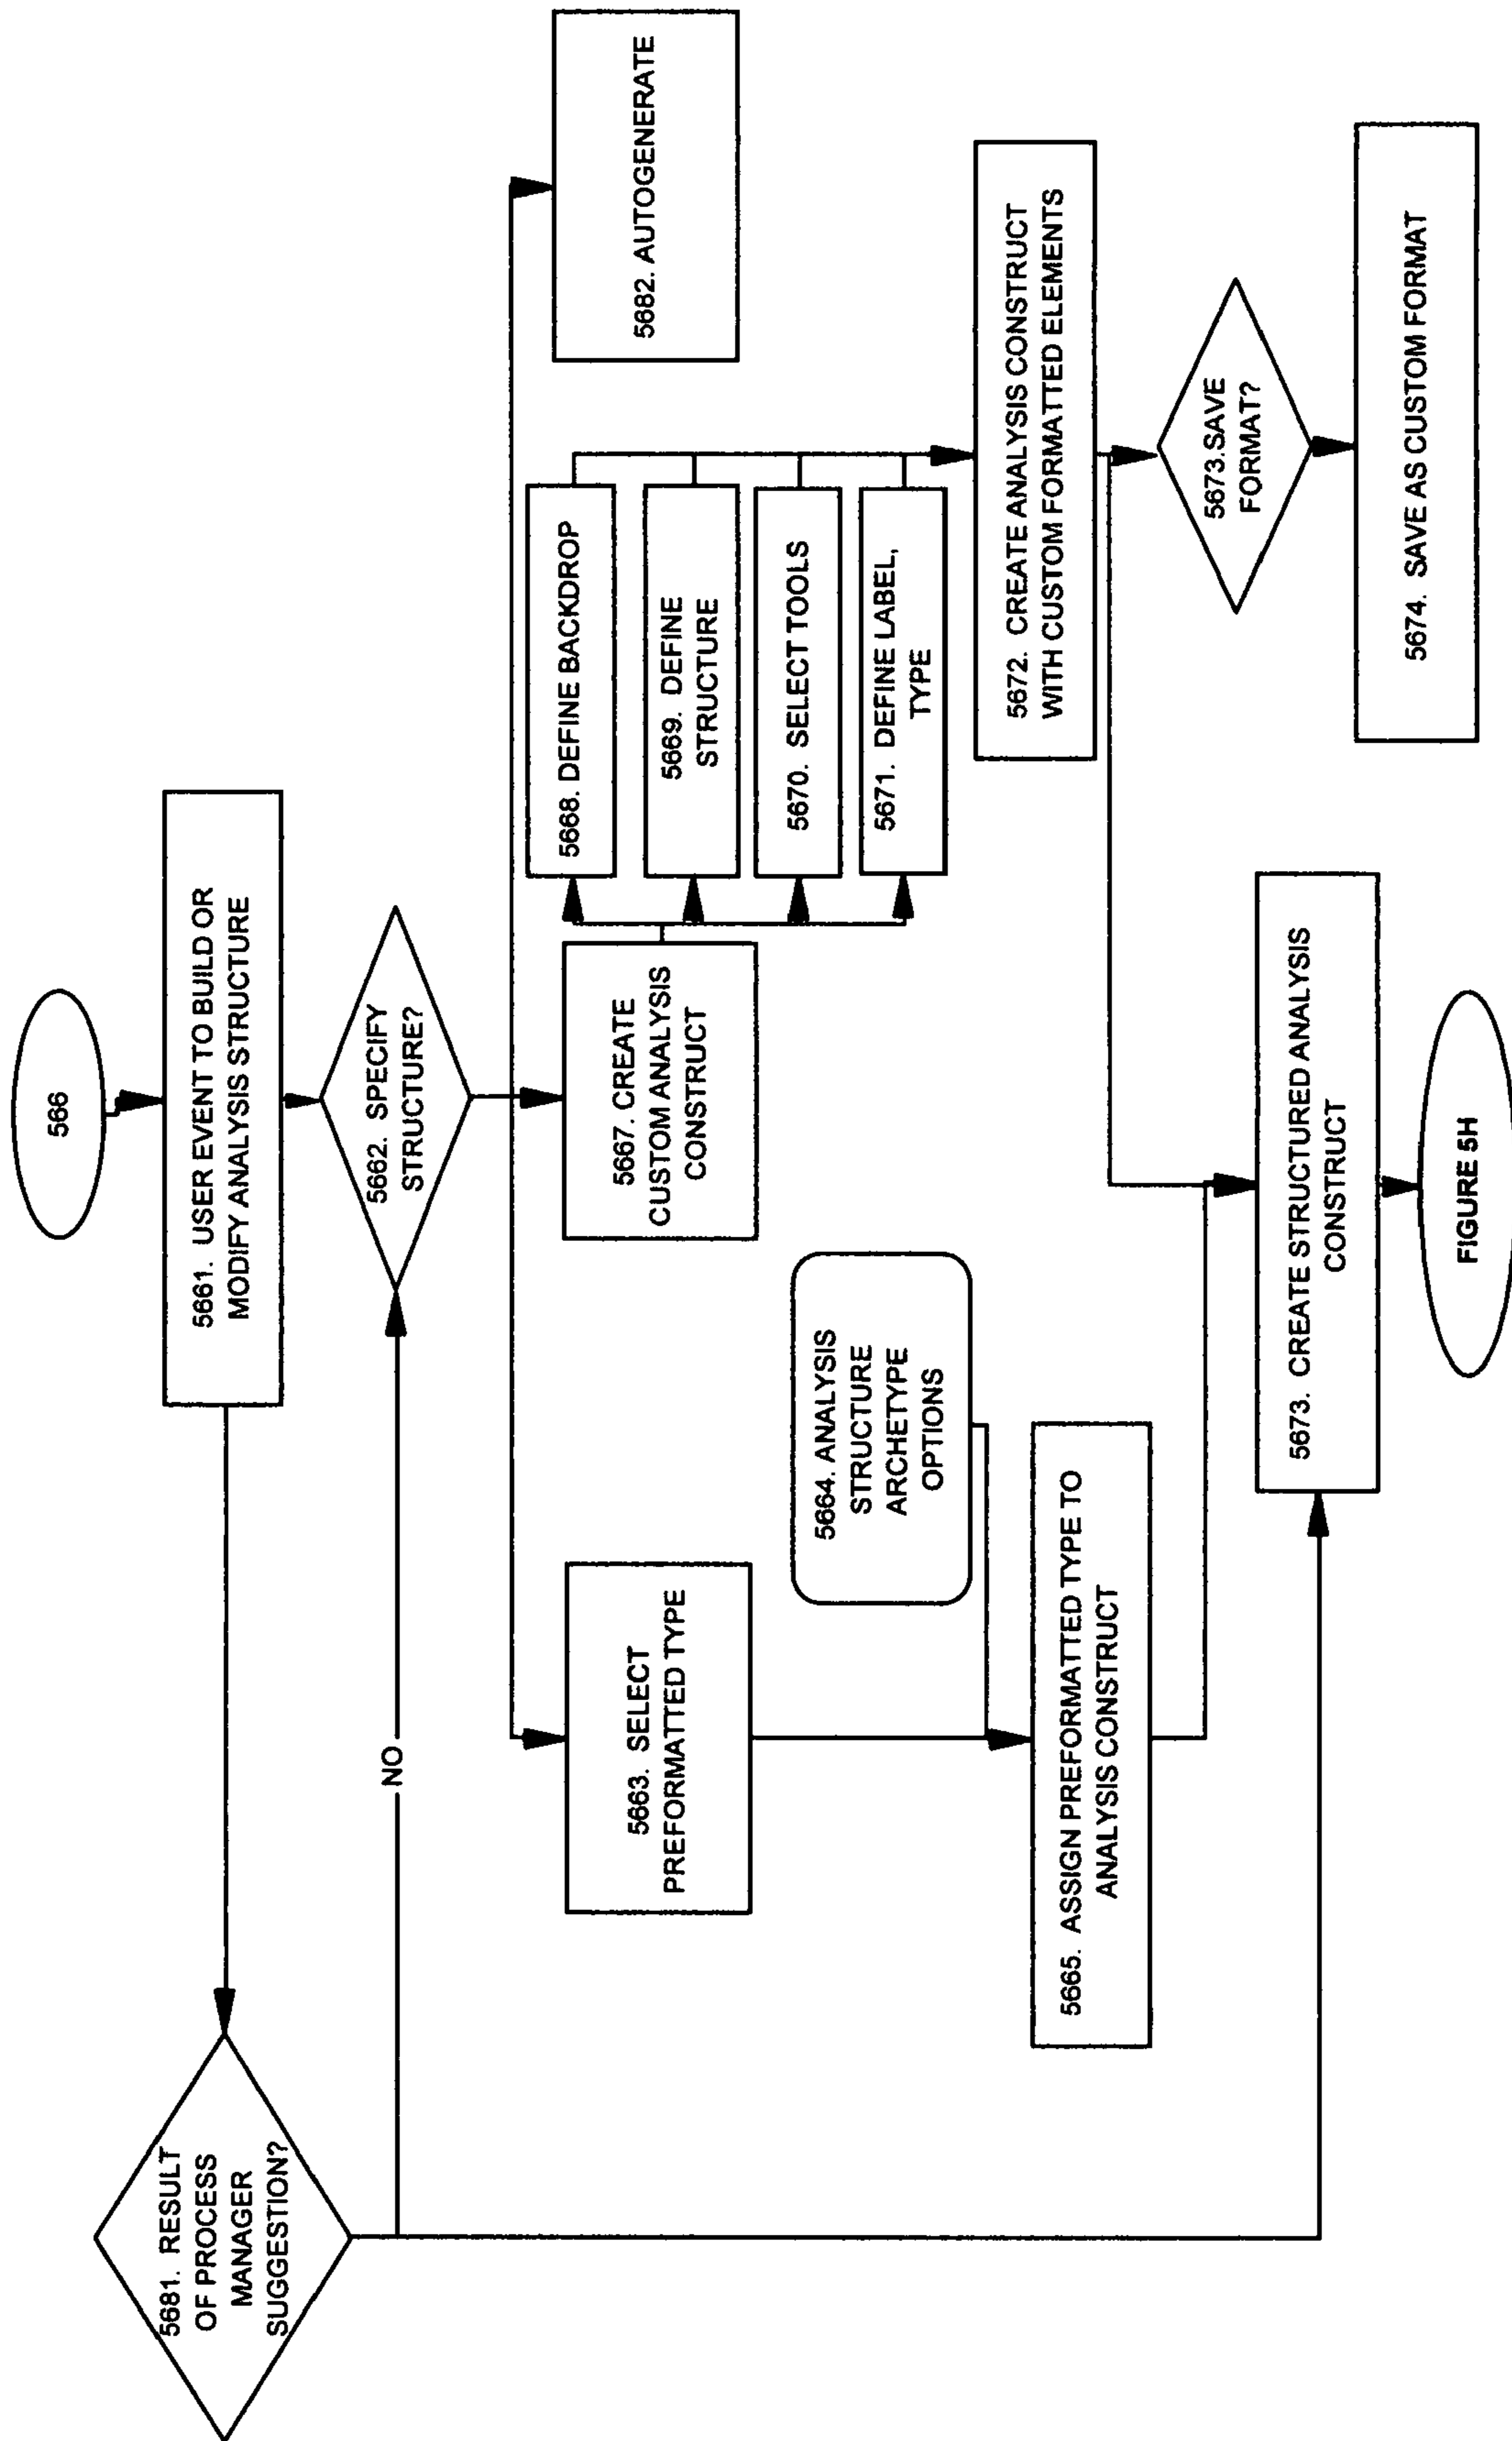 566
5661. USER EVENT TO BUILD OR
MODIFY ANALYSIS STRUCTURE
5681. RESULT
OF PROCESS
MANAGER
SUGGESTION?
NO
5662. SPECIFY
STRUCTURE?
5663. SELECT
PREFORMATTED TYPE
5667. CREATE
CUSTOM ANALYSIS
CONSTRUCT
5682. AUTOGENERATE
5668. DEFINE BACKDROP
5669. DEFINE
STRUCTURE
5670. SELECT TOOLS
5671. DEFINE LABEL,
TYPE
5664. ANALYSIS
STRUCTURE
ARCHETYPE
OPTIONS
5665. ASSIGN PREFORMATTED TYPE TO
ANALYSIS CONSTRUCT
5672. CREATE ANALYSIS CONSTRUCT
WITH CUSTOM FORMATTED ELEMENTS
5673.SAVE
FORMAT?
5674. SAVE AS CUSTOM FORMAT
5673. CREATE STRUCTURED ANALYSIS
CONSTRUCT
FIGURE 5H